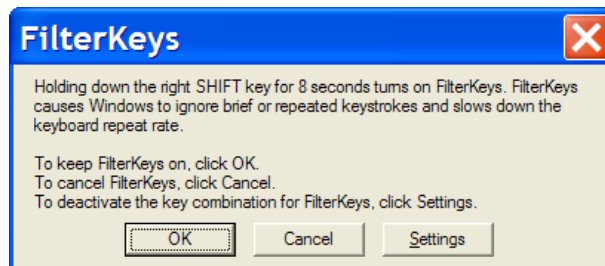 FilterKeys
Holding down the right SHIFT key for 8 seconds turns on FilterKeys. FilterKeys
causes Windows to ignore brief or repeated keystrokes and slows down the
keyboard repeat rate.
To keep FilterKeys on, click OK.
To cancel FilterKeys, click Cancel.
To deactivate the key combination for FilterKeys, click Settings.
OK Cancel Settings